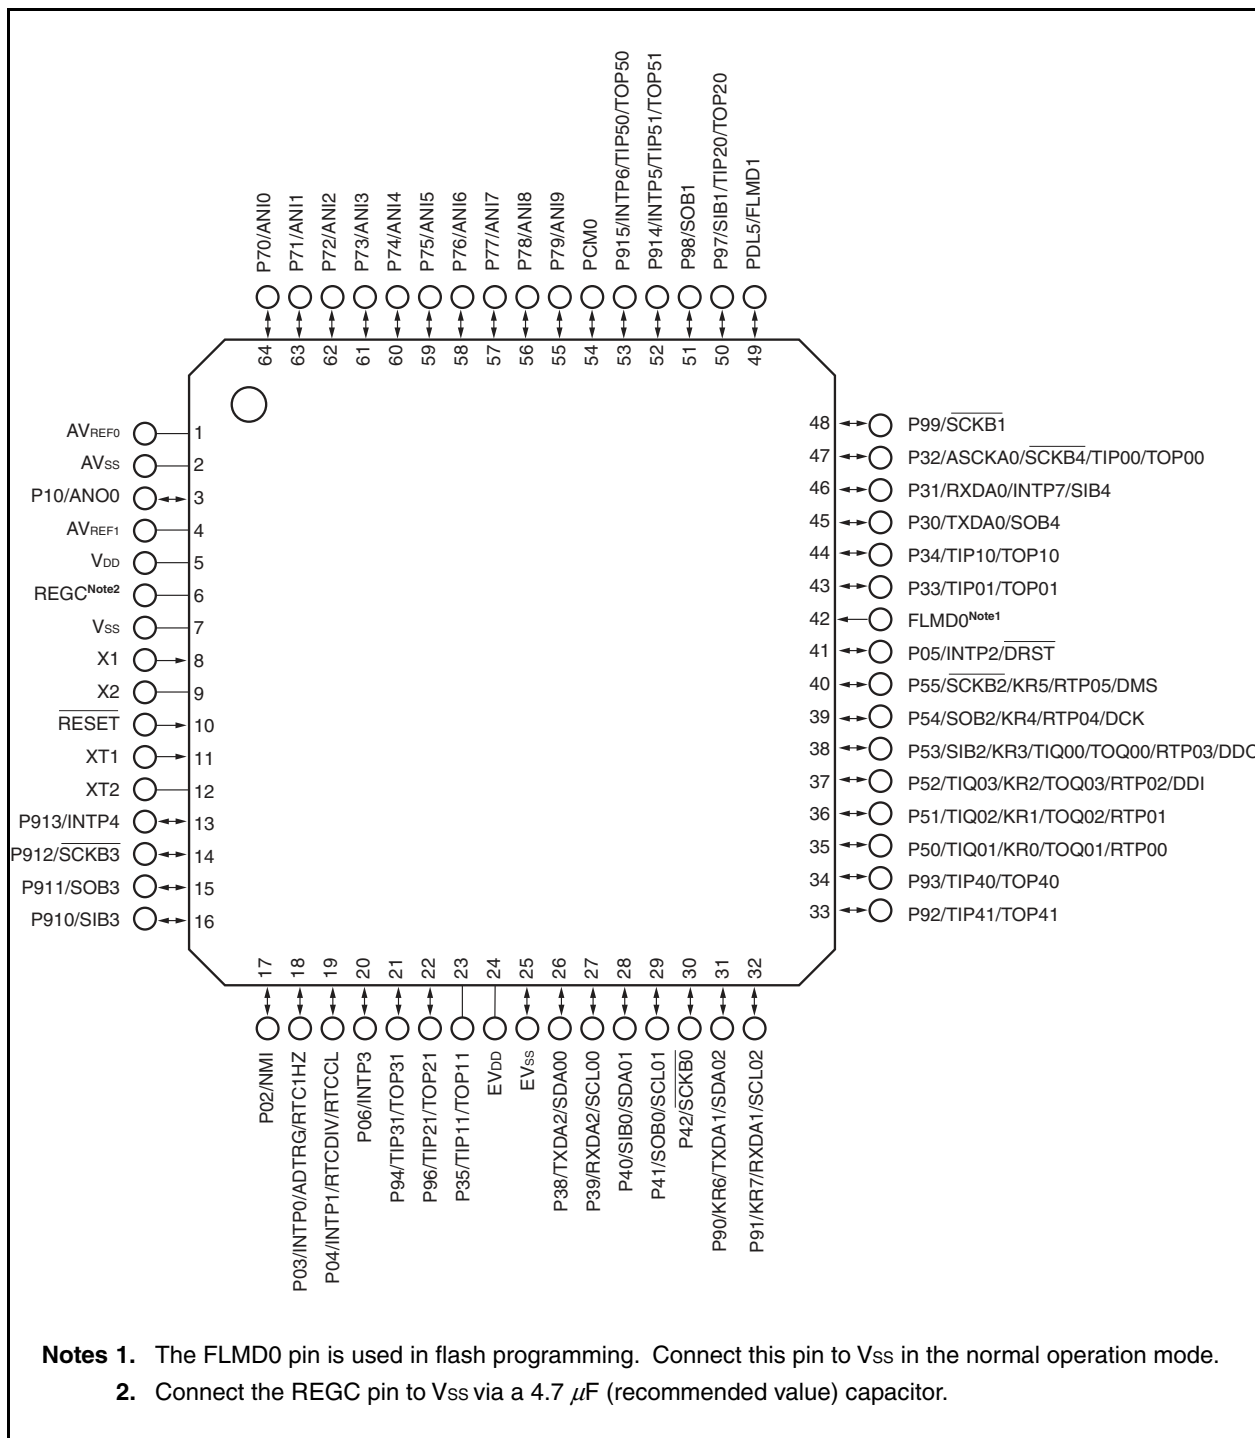 P70/ANI0
P71/ANI1
P72/ANI2
P73/ANI3
P74/ANI4
P75/ANI5
P76/ANI6
P77/ANI7
P78/ANI8
P79/ANI9
PCM0
P915/INTP6/TIP50/TOP50
P914/INTP5/TIP51/TOP51
P98/SOB1
P97/SIB1/TIP20/TOP20
PDL5/FLMD1
64 63 62 61 60 59 58 57 56 55 54 53 52 51 50 49
AVREF0 1
AVSS 2
P10/ANO0 3
AVREF1 4
VDD 5
REGCNote2 6
VSS 7
X1 8
X2 9
RESET 10
XT1 11
XT2 12
P913/INTP4 13
P912/SCKB3 14
P911/SOB3 15
P910/SIB3 16
48 P99/SCKB1
47 P32/ASCKA0/SCKB4/TIP00/TOP00
46 P31/RXDA0/INTP7/SIB4
45 P30/TXDA0/SOB4
44 P34/TIP10/TOP10
43 P33/TIP01/TOP01
42 FLMD0Note1
41 P05/INTP2/DRST
40 P55/SCKB2/KR5/RTP05/DMS
39 P54/SOB2/KR4/RTP04/DCK
38 P53/SIB2/KR3/TIQ00/TOQ00/RTP03/DDO
37 P52/TIQ03/KR2/TOQ03/RTP02/DDI
36 P51/TIQ02/KR1/TOQ02/RTP01
35 P50/TIQ01/KR0/TOQ01/RTP00
34 P93/TIP40/TOP40
33 P92/TIP41/TOP41
17 18 19 20 21 22 23 24 25 26 27 28 29 30 31 32
P02/NMI
P03/INTP0/ADTRG/RTC1HZ
P04/INTP1/RTCDIV/RTCCL
P06/INTP3
P94/TIP31/TOP31
P96/TIP21/TOP21
P35/TIP11/TOP11
EVDD
EVSS
P38/TXDA2/SDA00
P39/RXDA2/SCL00
P40/SIB0/SDA01
P41/SOB0/SCL01
P42/SCKB0
P90/KR6/TXDA1/SDA02
P91/KR7/RXDA1/SCL02
Notes 1. The FLMD0 pin is used in flash programming. Connect this pin to VSS in the normal operation mode.
2. Connect the REGC pin to VSS via a 4.7 μF (recommended value) capacitor.